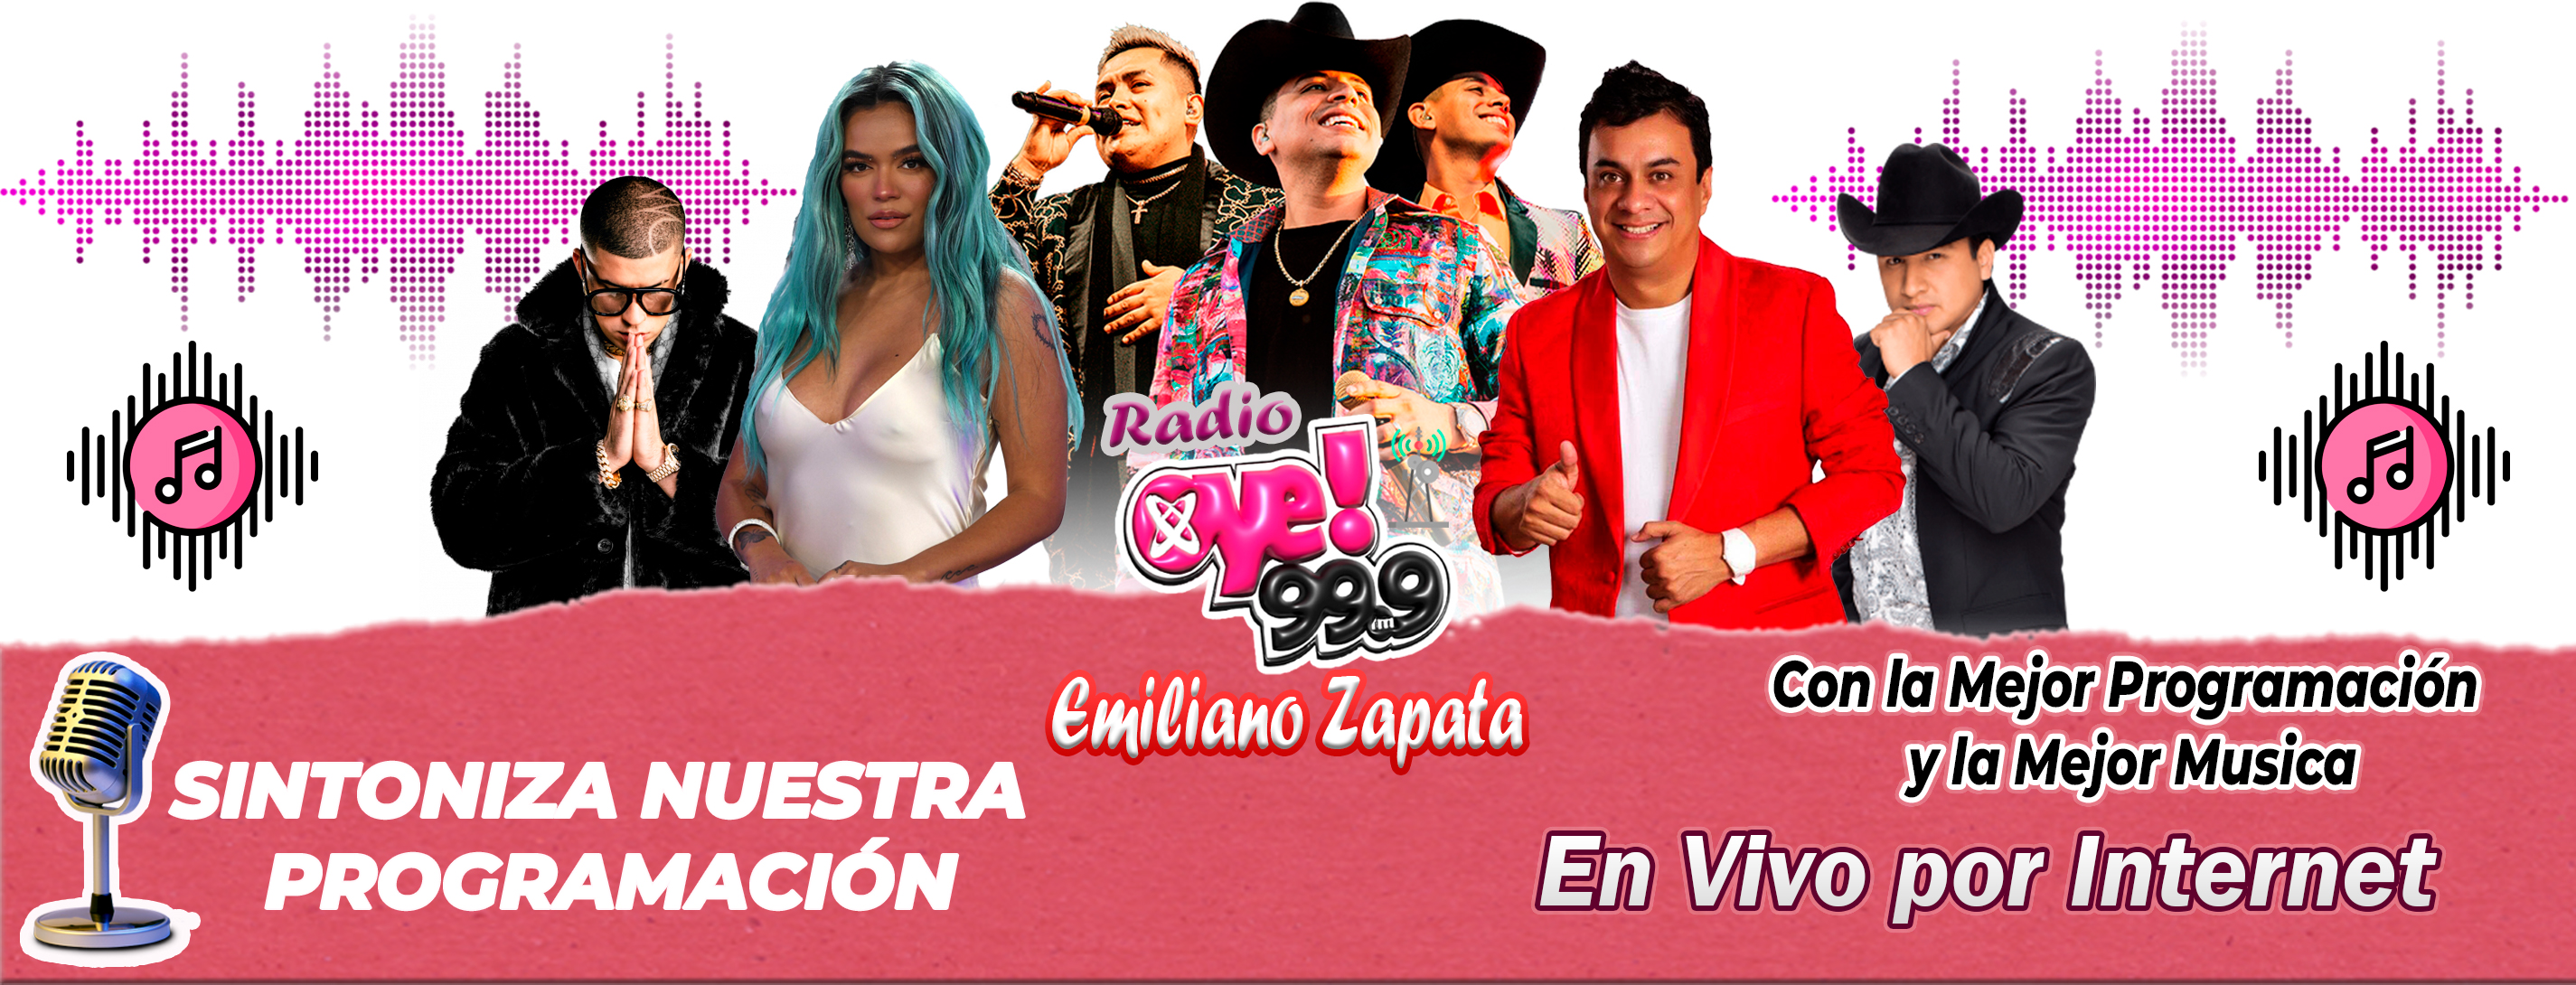 Radio
oye!
99.9
fm
Emiliano Zapata
SINTONIZA NUESTRA
PROGRAMACIÓN
Con la Mejor Programación
y la Mejor Musica
En Vivo por Internet